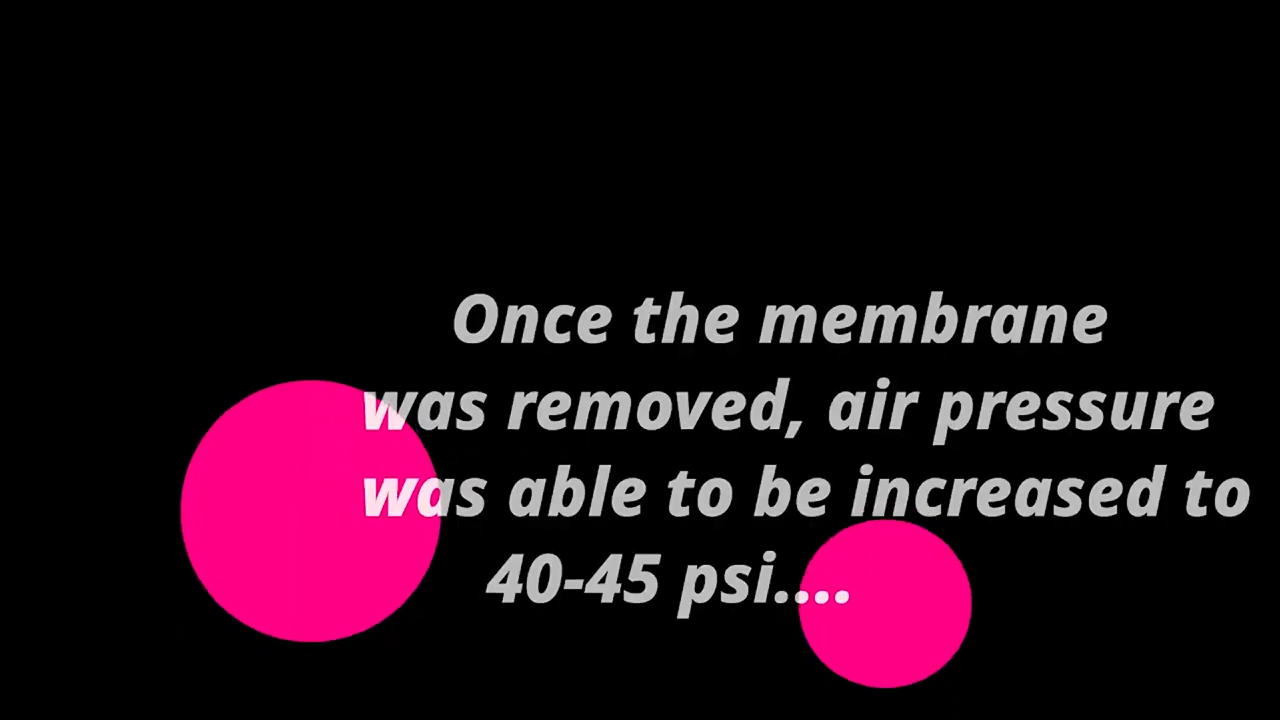 Once the membrane
was removed, air pressure
was able to be increased to
40-45 psi....